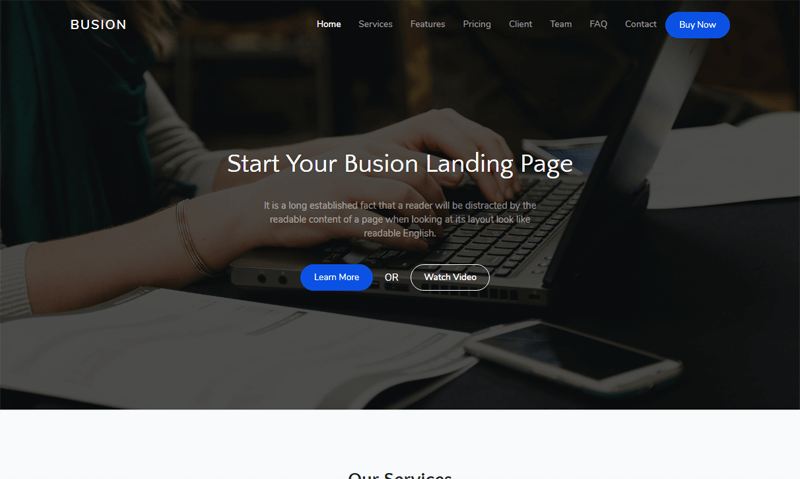 BUSION
Home Services Features Pricing Client Team FAQ Contact Buy Now
Start Your Busion Landing Page
It is a long established fact that a reader will be distracted by the
readable content of a page when looking at its layout look like
readable English.
Learn More OR Watch Video
Our Services